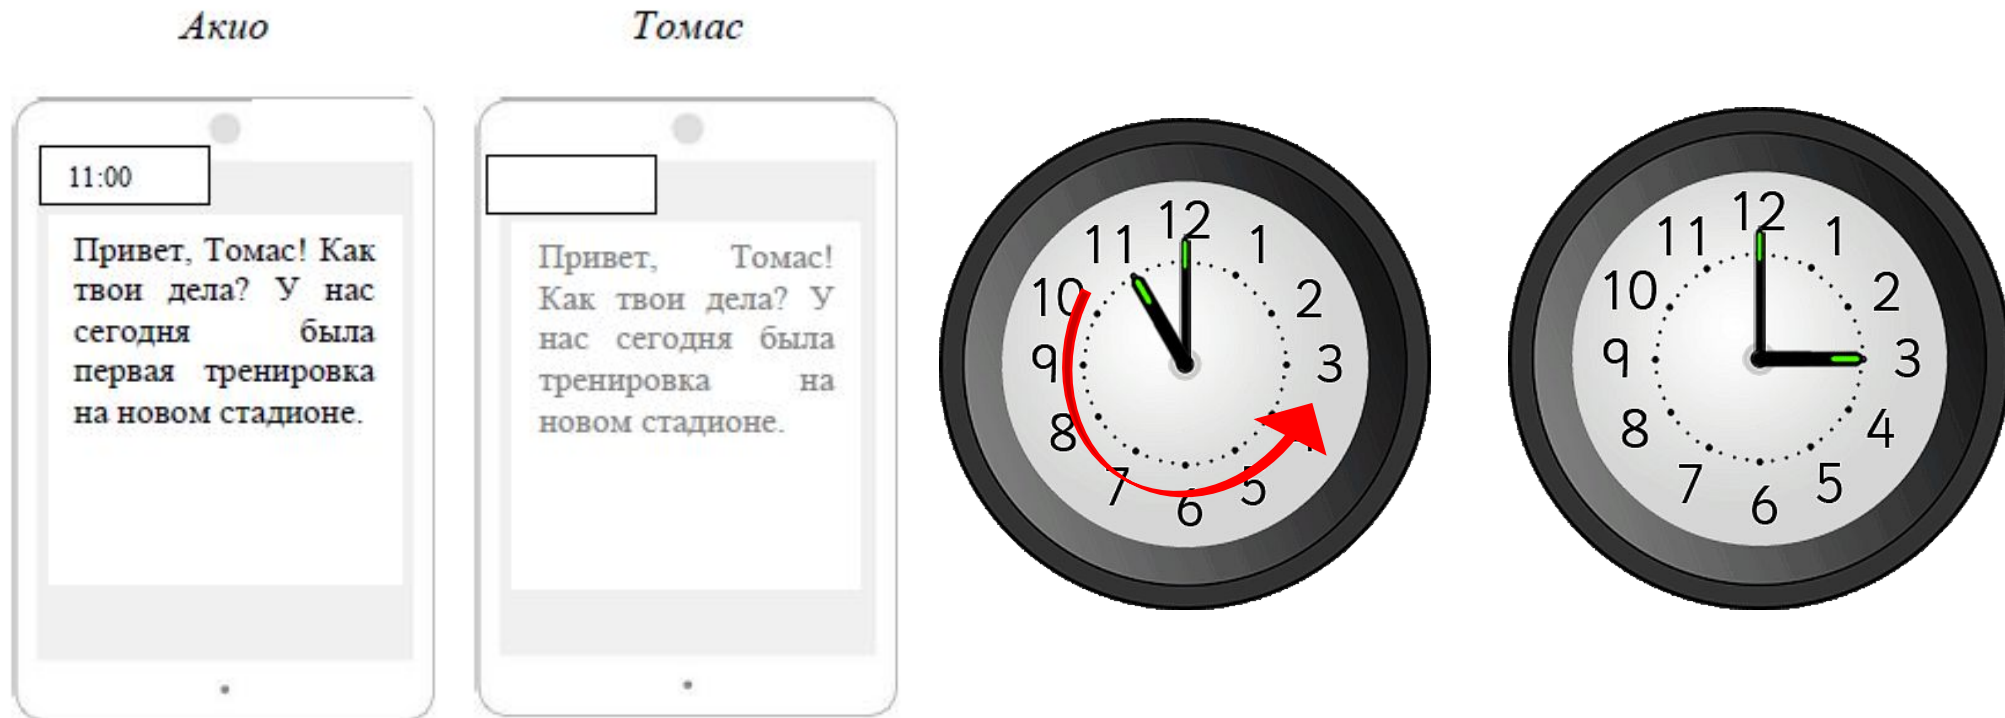 Акио
Томас
11:00
Привет, Томас! Как
твои дела? У нас
сегодня была
первая тренировка
на новом стадионе.
Привет, Томас!
Как твои дела? У
нас сегодня была
тренировка на
новом стадионе.
12
11
1
10
2
9
3
8
7
5
6
12
11
1
10
2
9
3
8
4
7
5
6